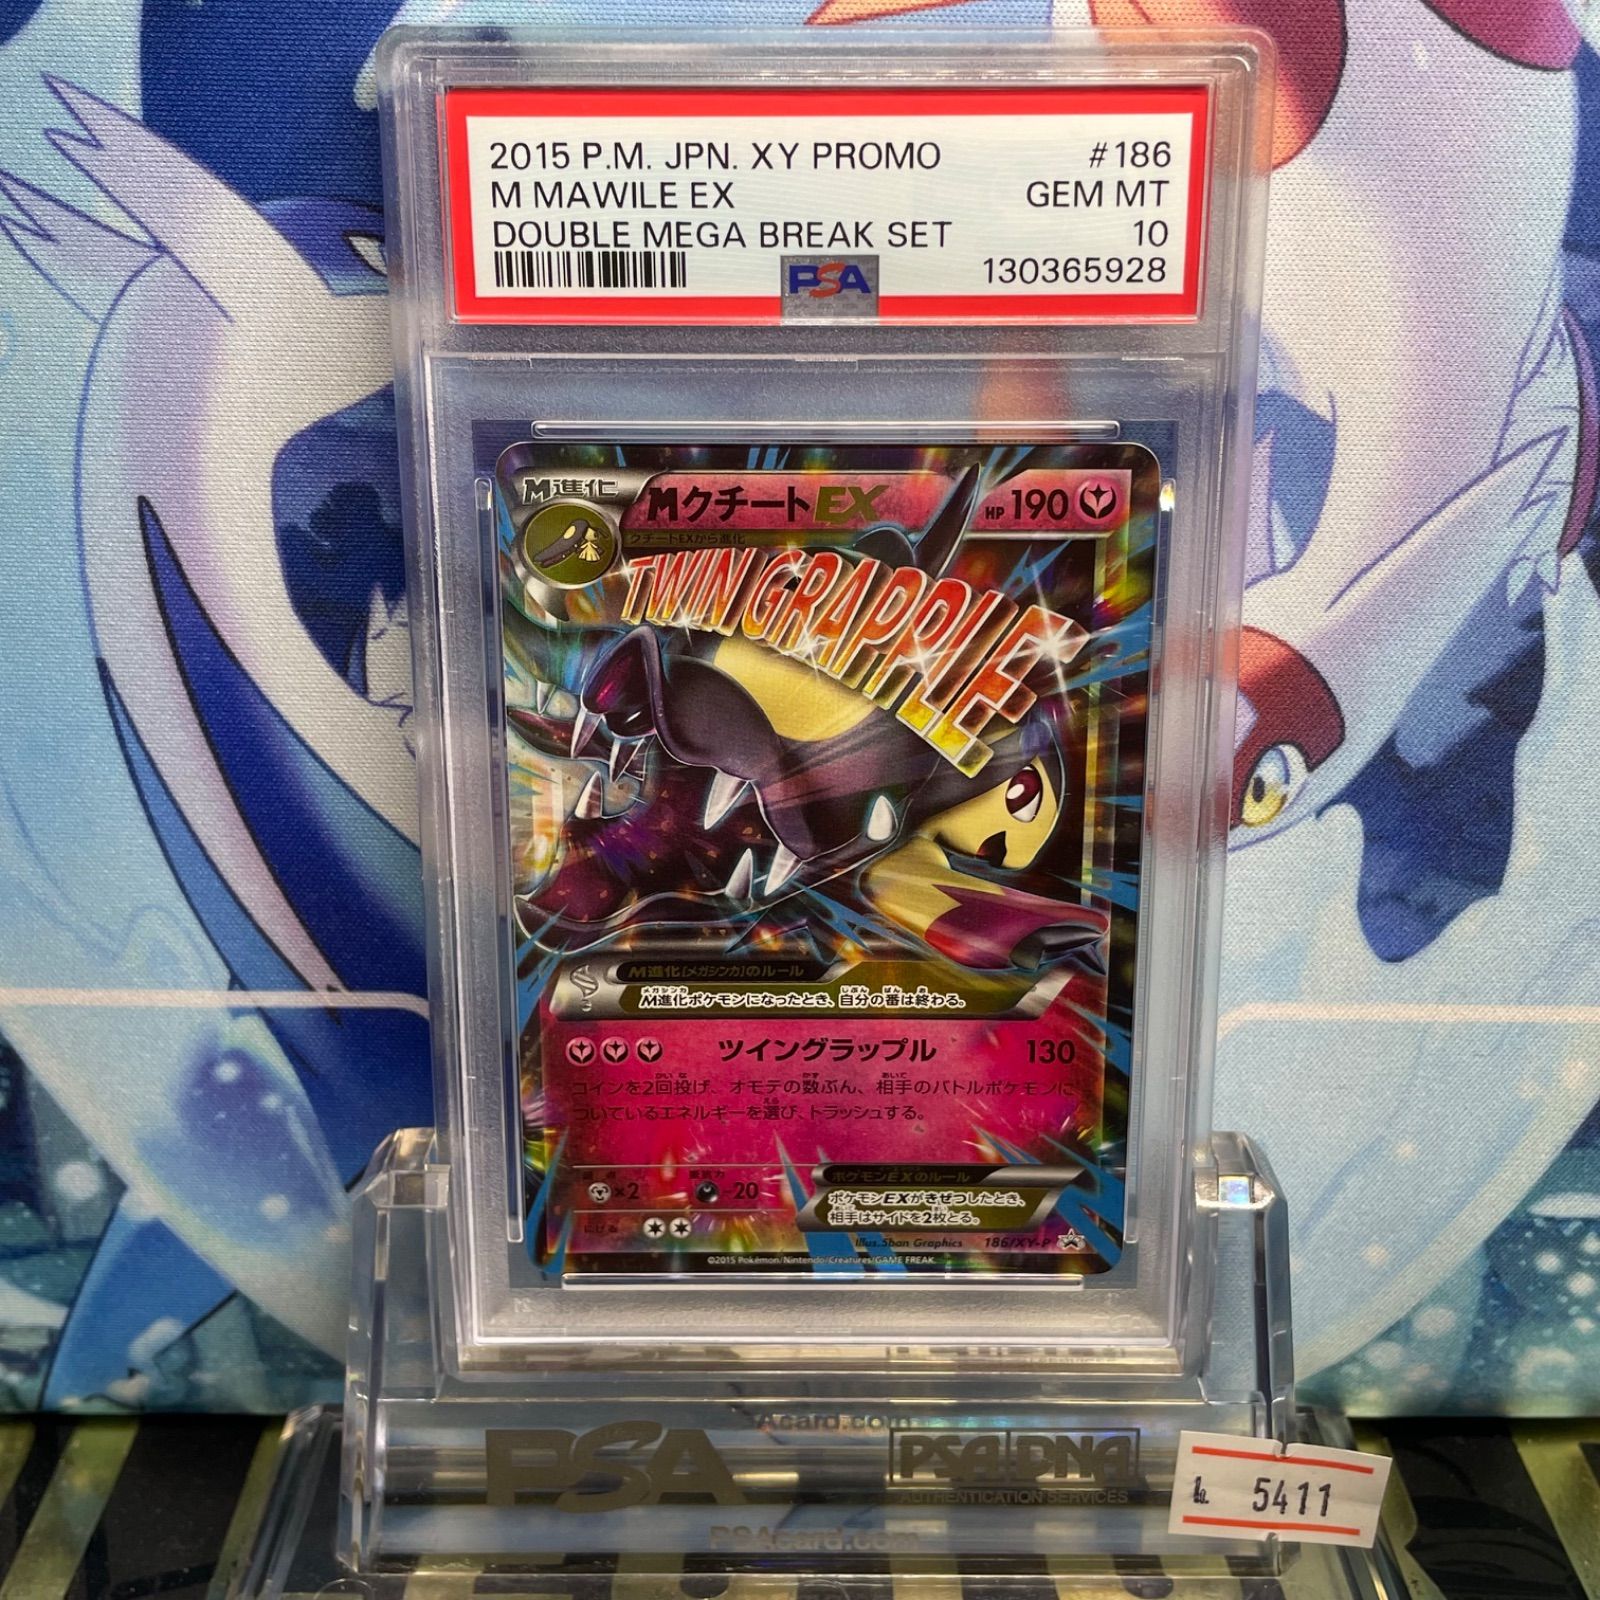 2015 P.M. JPN. XY PROMO #186
M MAWILE EX GEM MT
DOUBLE MEGA BREAK SET 10
PSA 130365928
M進化
MクチートEX HP 190
クチートEXから進化
TWIN GRAPPLE
M進化[メガシンカ]のルール
M進化ポケモンになったとき、自分の番は終わる。
ツイングラップル 130
コインを2回投げ、オモテの数ぶん、相手のバトルポケモンに
ついているエネルギーを選び、トラッシュする。
弱点 ×2 抵抗力 -20
にげる
ポケモンEXのルール
ポケモンEXがきぜつしたとき、
相手はサイドを2枚とる。
Illus. 5ban Graphics 186/XY-P
©2015 Pokémon/Nintendo/Creatures/GAME FREAK.
PSA
PSA DNA
AUTHENTICATION SERVICES
PSAcard.com
No. 5411